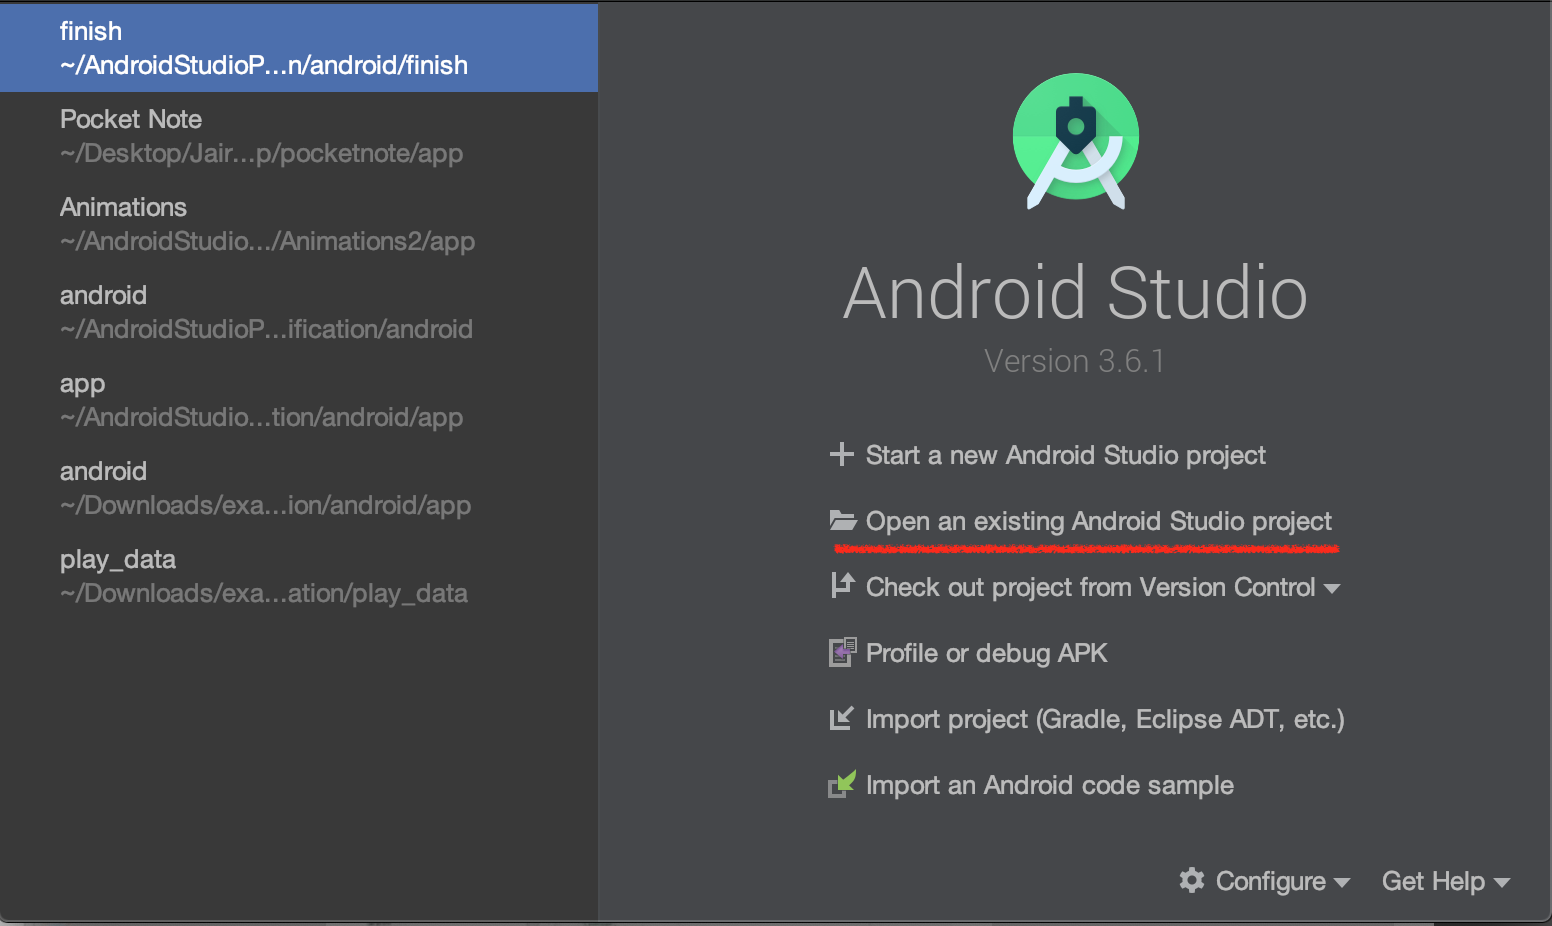 finish
~/AndroidStudioP...n/android/finish
Pocket Note
~/Desktop/Jair...p/pocketnote/app
Animations
~/AndroidStudio.../Animations2/app
android
~/AndroidStudioP...ification/android
app
~/AndroidStudio...tion/android/app
android
~/Downloads/exa...ion/android/app
play_data
~/Downloads/exa...ation/play_data
Android Studio
Version 3.6.1
Start a new Android Studio project
Open an existing Android Studio project
Check out project from Version Control
Profile or debug APK
Import project (Gradle, Eclipse ADT, etc.)
Import an Android code sample
Configure
Get Help